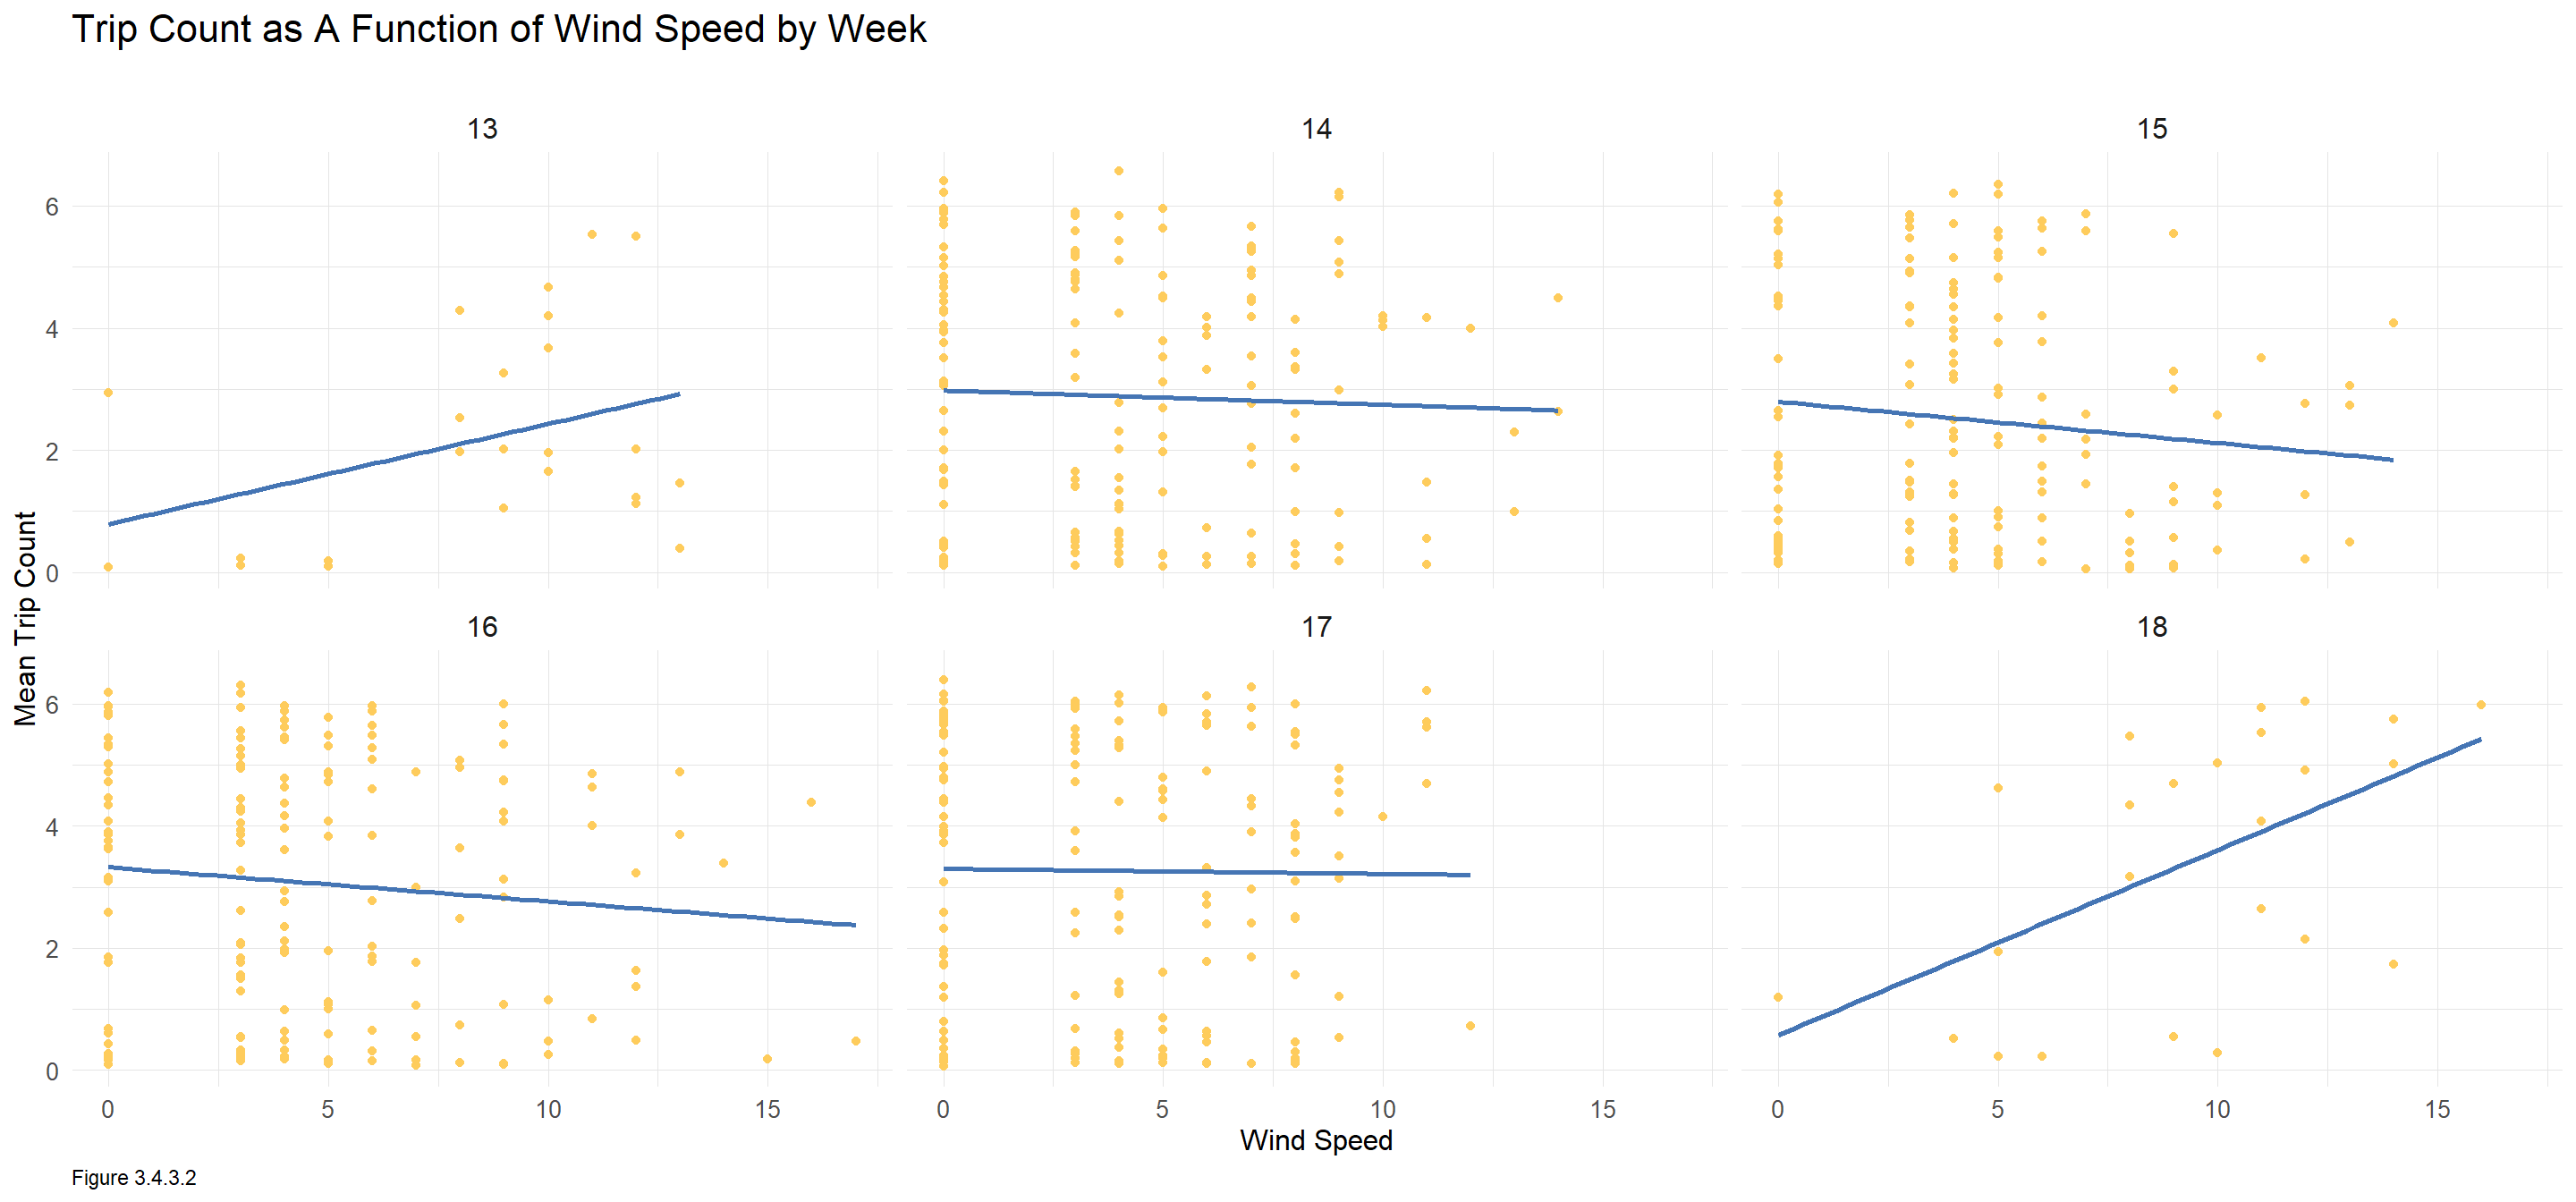 Trip Count as A Function of Wind Speed by Week
13
14
15
6
4
2
0
16
17
18
6
4
2
0
Mean Trip Count
0 5 10 15
0 5 10 15
0 5 10 15
Wind Speed
Figure 3.4.3.2